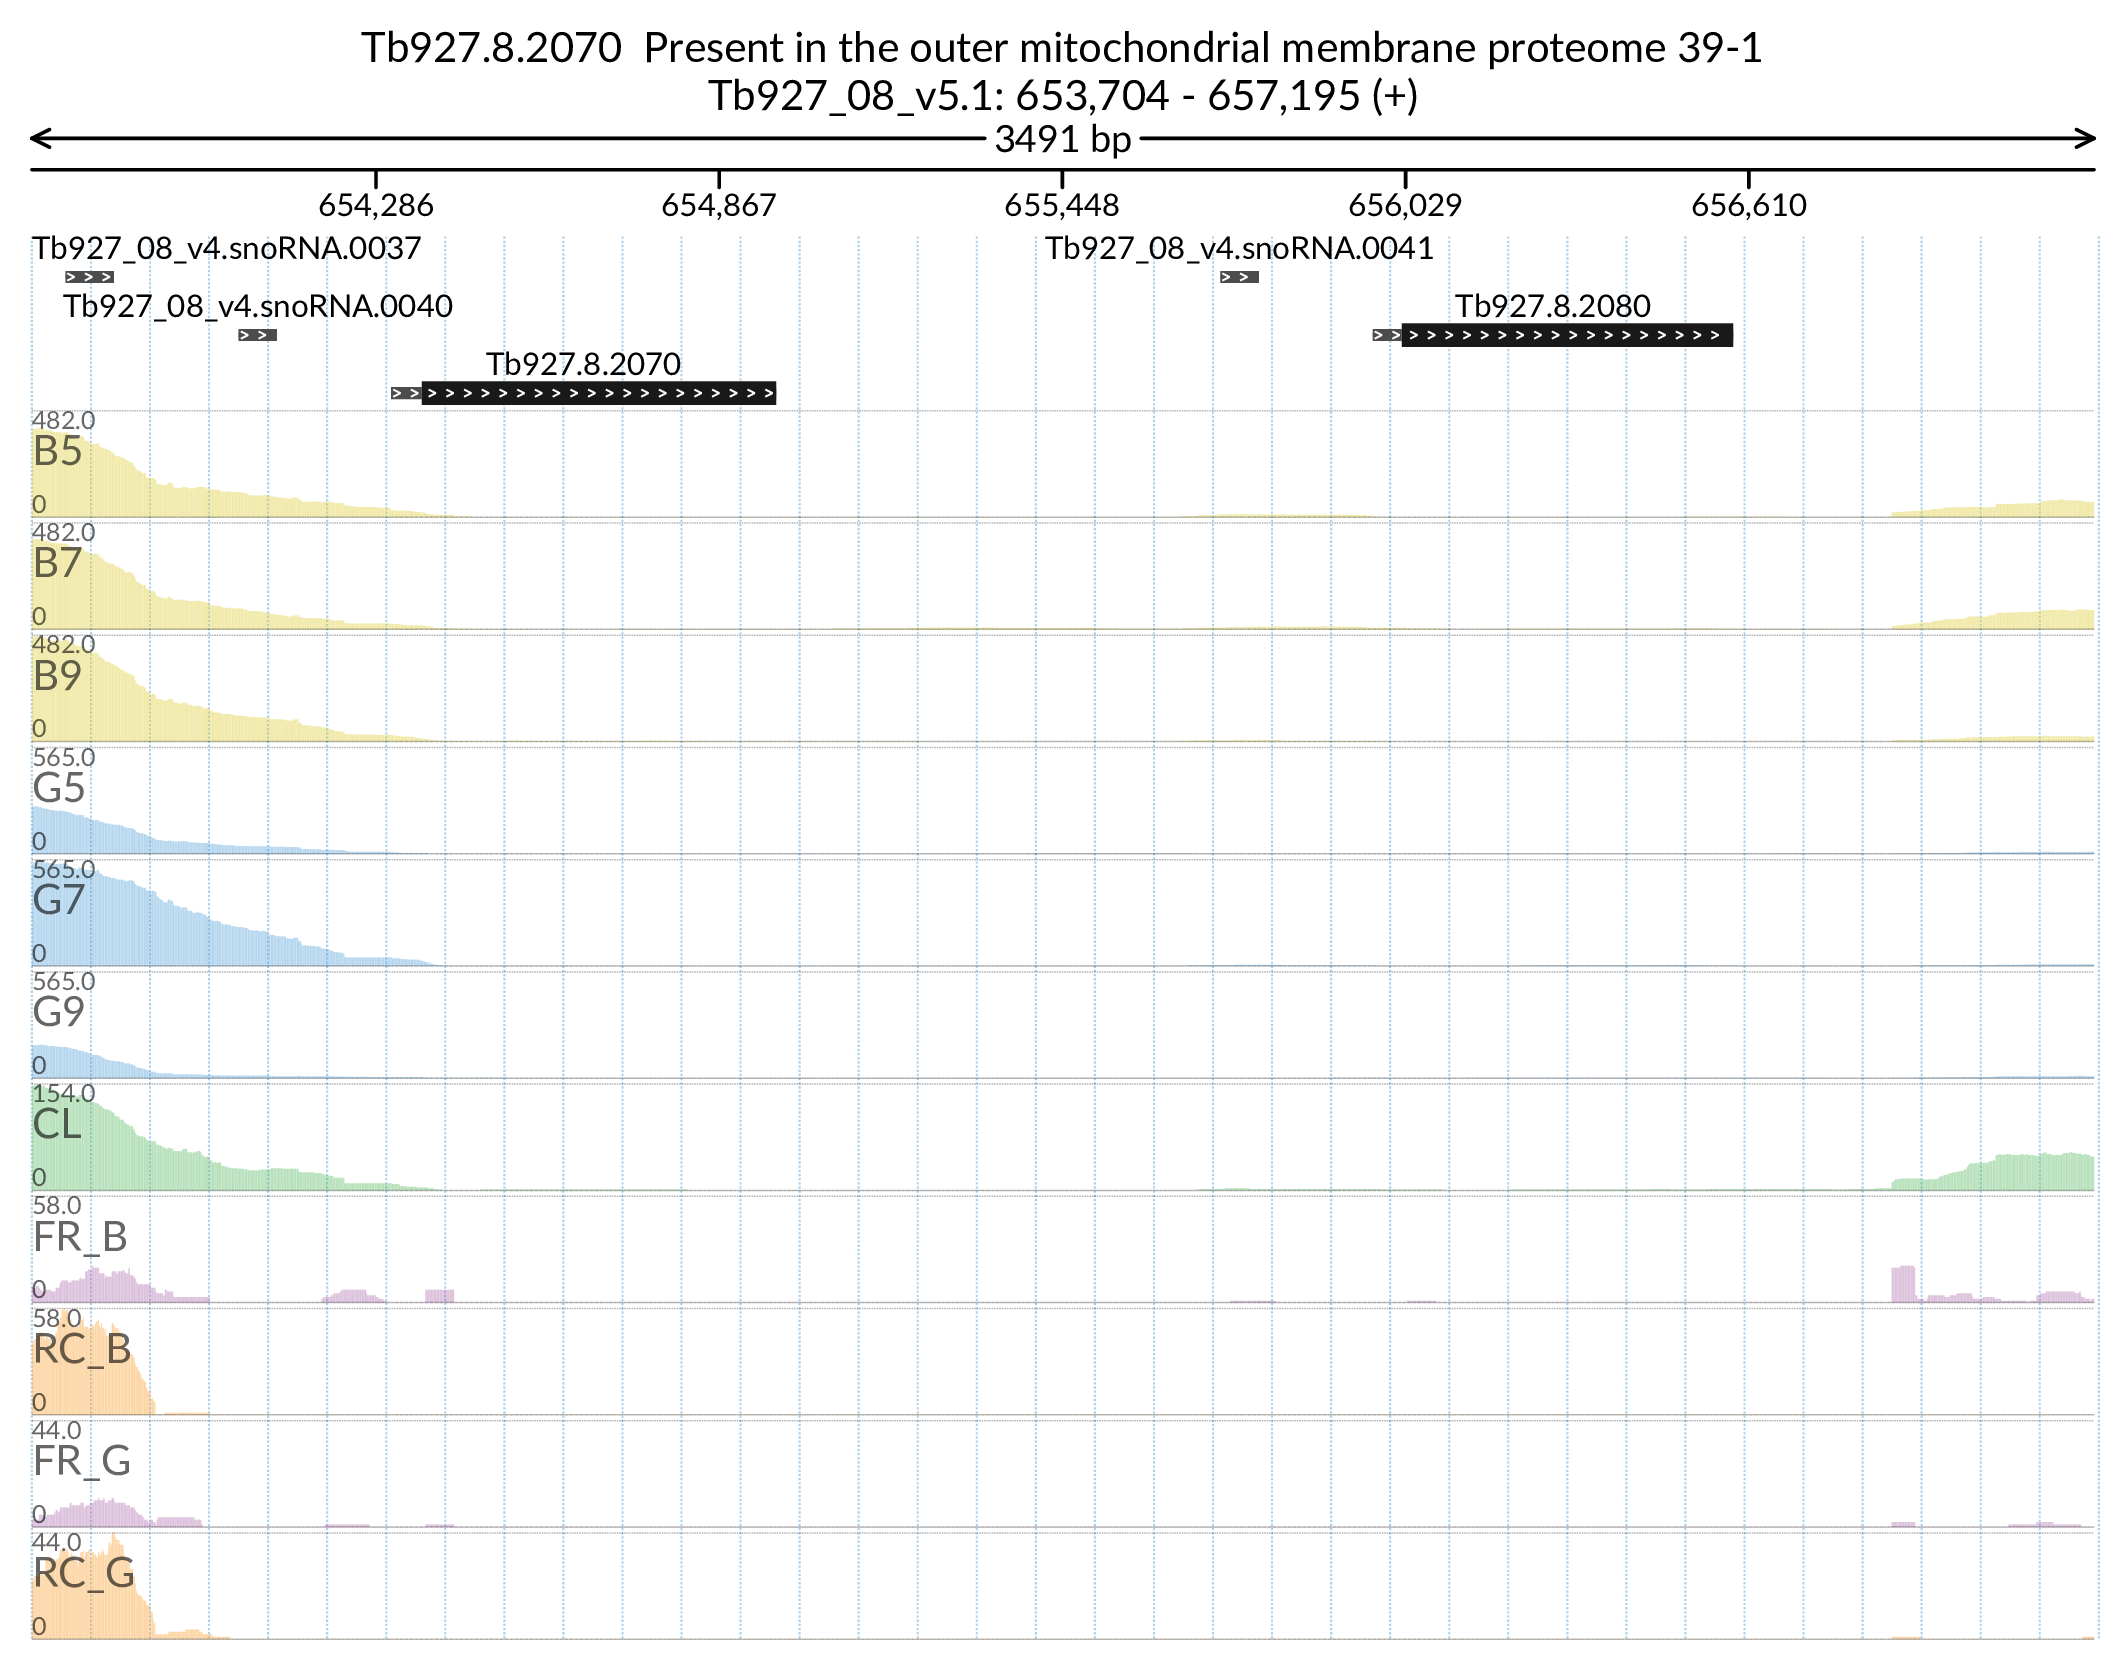 Tb927.8.2070  Present in the outer mitochondrial membrane proteome 39-1
Tb927_08_v5.1: 653,704 - 657,195 (+)
3491 bp
654,286 654,867 655,448 656,029 656,610
Tb927_08_v4.snoRNA.0037 Tb927_08_v4.snoRNA.0041
Tb927_08_v4.snoRNA.0040 Tb927.8.2080
Tb927.8.2070
482.0
B5
0
482.0
B7
0
482.0
B9
0
565.0
G5
0
565.0
G7
0
565.0
G9
0
154.0
CL
0
58.0
FR_B
0
58.0
RC_B
0
44.0
FR_G
0
44.0
RC_G
0